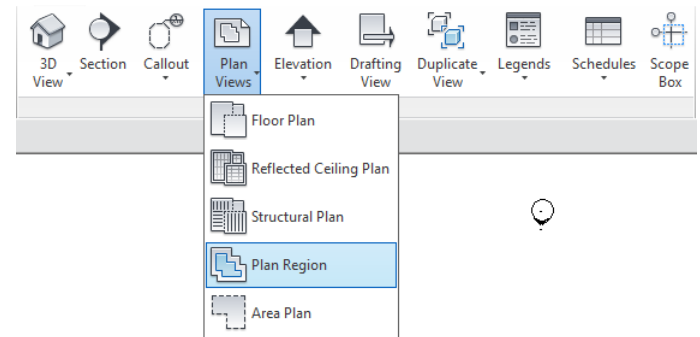 3D View
Section
Callout
Plan Views
Elevation
Drafting View
Duplicate View
Legends
Schedules
Scope Box
Floor Plan
Reflected Ceiling Plan
Structural Plan
Plan Region
Area Plan